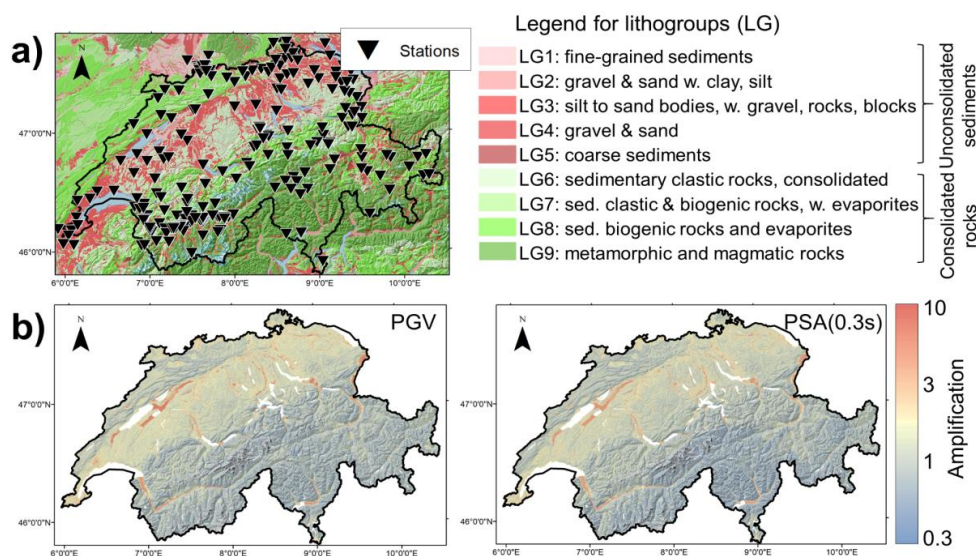 a)
N
Stations
47°0'0"N
46°0'0"N
6°0'0"E
7°0'0"E
8°0'0"E
9°0'0"E
10°0'0"E
Legend for lithogroups (LG)
LG1: fine-grained sediments
LG2: gravel & sand w. clay, silt
LG3: silt to sand bodies, w. gravel, rocks, blocks
LG4: gravel & sand
LG5: coarse sediments
LG6: sedimentary clastic rocks, consolidated
LG7: sed. clastic & biogenic rocks, w. evaporites
LG8: sed. biogenic rocks and evaporites
LG9: metamorphic and magmatic rocks
Unconsolidated
sediments
Consolidated
rocks
b)
N
PGV
47°0'0"N
46°0'0"N
6°0'0"E
7°0'0"E
8°0'0"E
9°0'0"E
10°0'0"E
N
PSA(0.3s)
47°0'0"N
46°0'0"N
6°0'0"E
7°0'0"E
8°0'0"E
9°0'0"E
10°0'0"E
10
3
1
0.3
Amplification